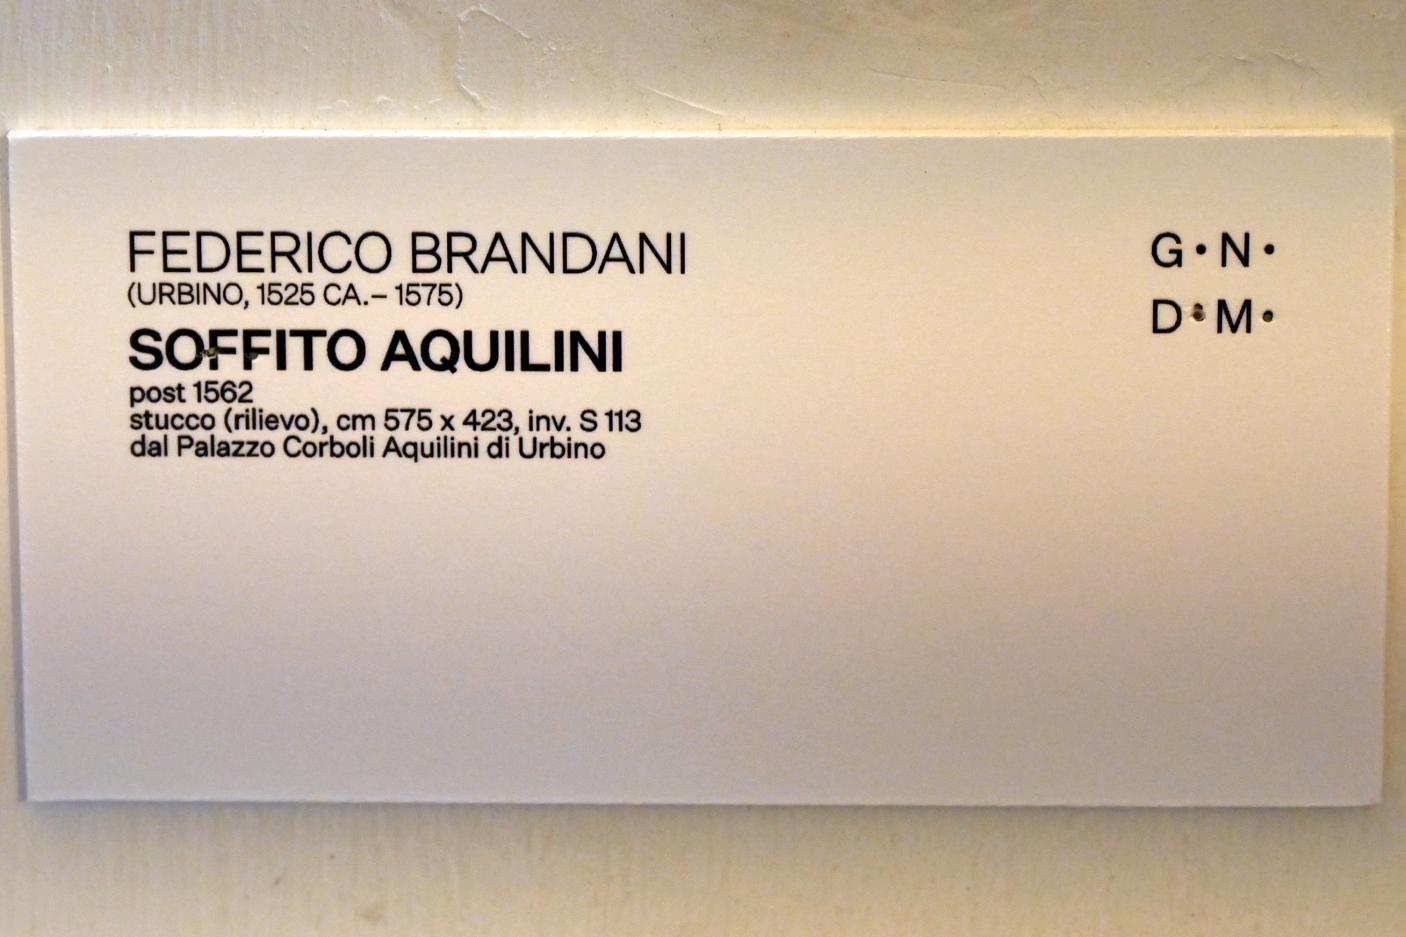 FEDERICO BRANDANI
(URBINO, 1525 CA.– 1575)
SOFFITO AQUILINI
post 1562
stucco (rilievo), cm 575 x 423, inv. S 113
dal Palazzo Corboli Aquilini di Urbino
G•N•
D•M•